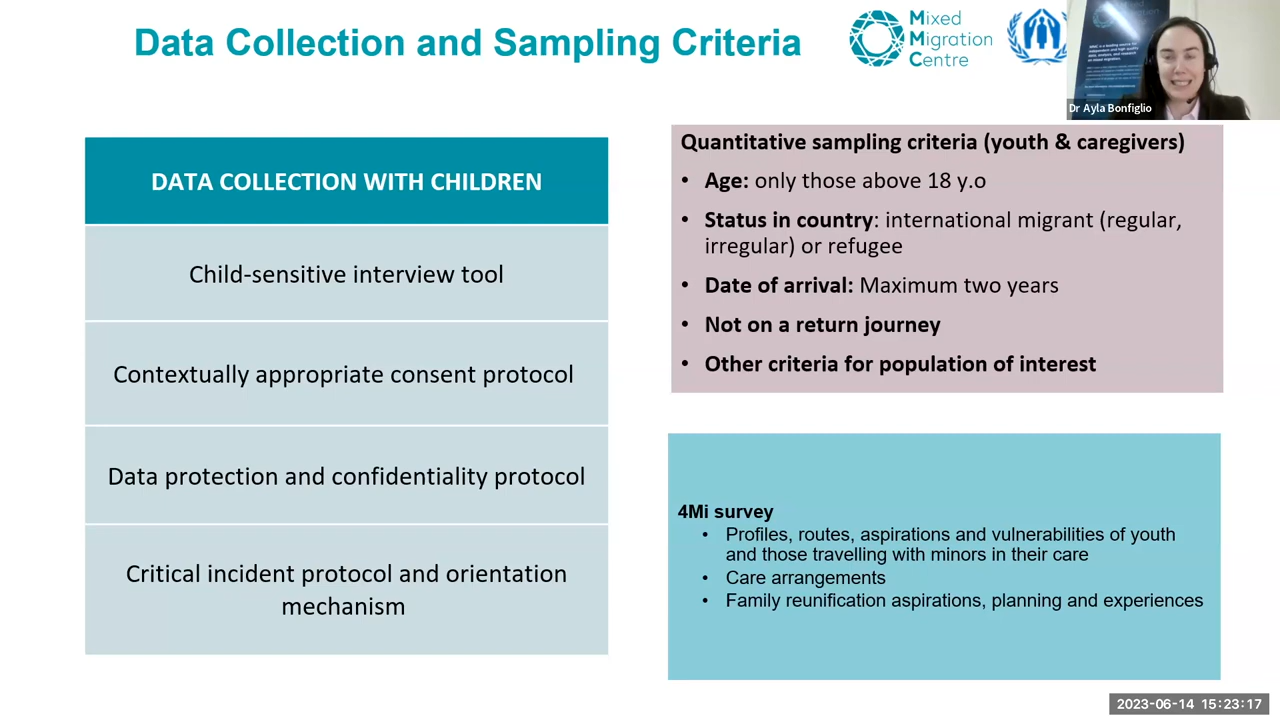 Data Collection and Sampling Criteria
Mixed
Migration
Centre
Dr Ayla Bonfiglio
DATA COLLECTION WITH CHILDREN
Child-sensitive interview tool
Contextually appropriate consent protocol
Data protection and confidentiality protocol
Critical incident protocol and orientation
mechanism
Quantitative sampling criteria (youth & caregivers)
• Age: only those above 18 y.o
• Status in country: international migrant (regular,
irregular) or refugee
• Date of arrival: Maximum two years
• Not on a return journey
• Other criteria for population of interest
4Mi survey
• Profiles, routes, aspirations and vulnerabilities of youth
and those travelling with minors in their care
• Care arrangements
• Family reunification aspirations, planning and experiences
2023-06-14 15:23:17